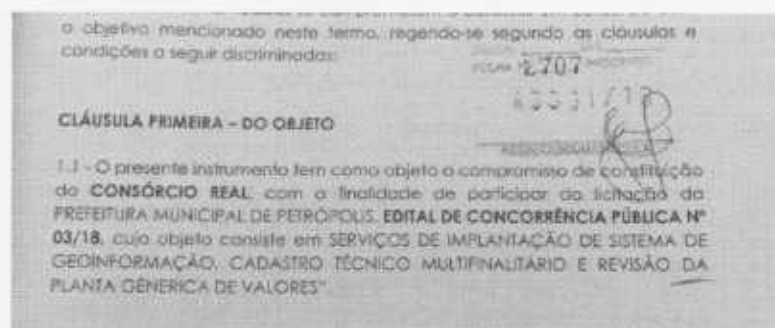 o objetivo mencionado neste termo, regendo-se segundo as cláusulas e
condições a seguir discriminadas:
2707
CLÁUSULA PRIMEIRA – DO OBJETO
1.1 - O presente instrumento tem como objeto o compromisso de constituição
do CONSÓRCIO REAL, com a finalidade de participar da licitação da
PREFEITURA MUNICIPAL DE PETRÓPOLIS, EDITAL DE CONCORRÊNCIA PÚBLICA Nº
03/18, cujo objeto consiste em SERVIÇOS DE IMPLANTAÇÃO DE SISTEMA DE
GEOINFORMAÇÃO, CADASTRO TÉCNICO MULTIFINALITÁRIO E REVISÃO DA
PLANTA GENÉRICA DE VALORES".